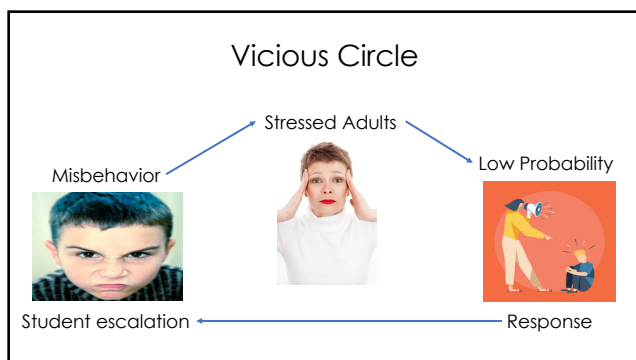 Vicious Circle
Stressed Adults
Misbehavior
Low Probability
Student escalation
Response